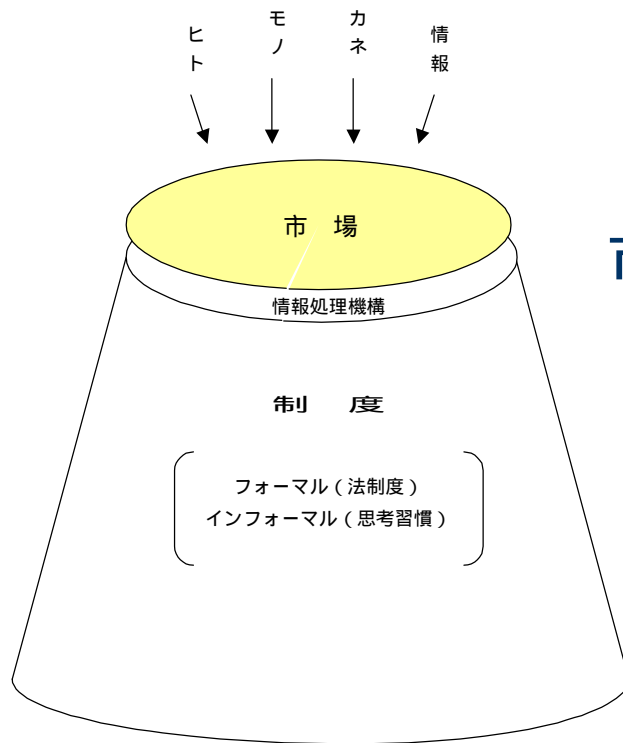 ヒト
モノ
カネ
情報
市 場
情報処理機構
制 度
フォーマル(法制度)
インフォーマル(思考習慣)